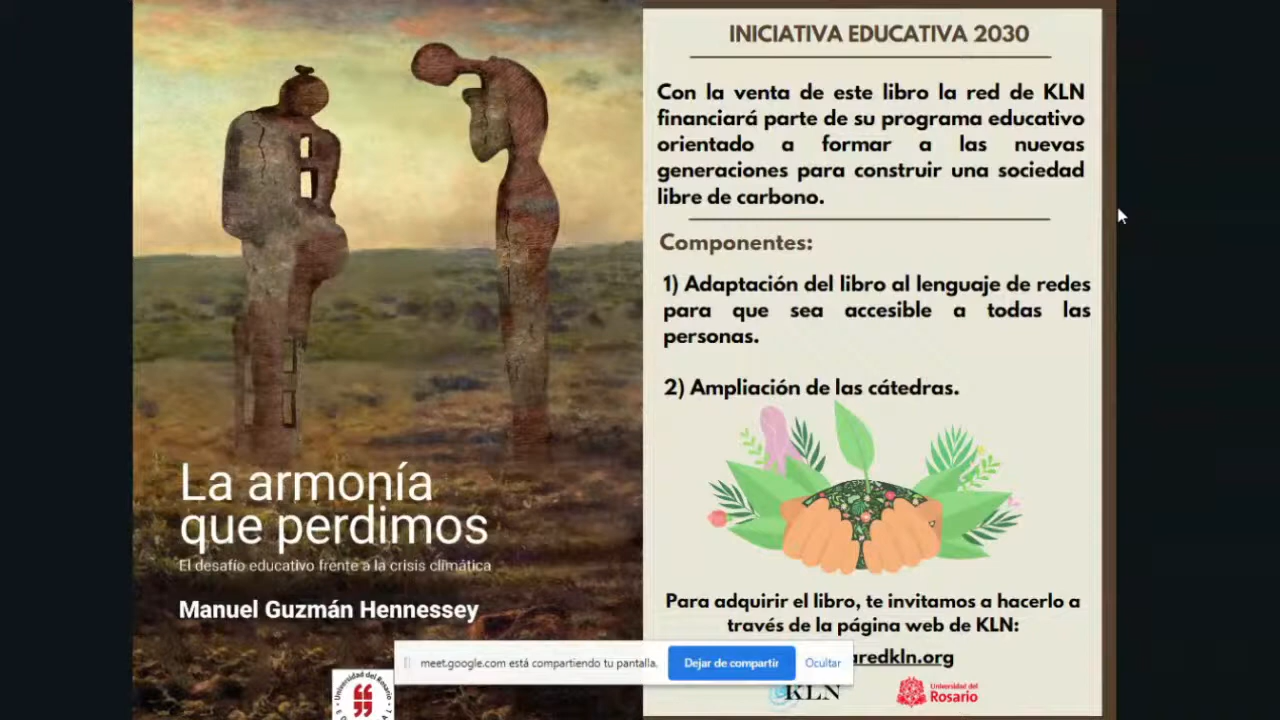 La armonía
que perdimos
El desafío educativo frente a la crisis climática
Manuel Guzmán Hennessey
Universidad del Rosario
INICIATIVA EDUCATIVA 2030
Con la venta de este libro la red de KLN
financiará parte de su programa educativo
orientado a formar a las nuevas
generaciones para construir una sociedad
libre de carbono.
Componentes:
1) Adaptación del libro al lenguaje de redes
para que sea accesible a todas las
personas.
2) Ampliación de las cátedras.
Para adquirir el libro, te invitamos a hacerlo a
través de la página web de KLN:
aredkln.org
meet.google.com está compartiendo tu pantalla.
Dejar de compartir
Ocultar
KLN
Universidad del
Rosario